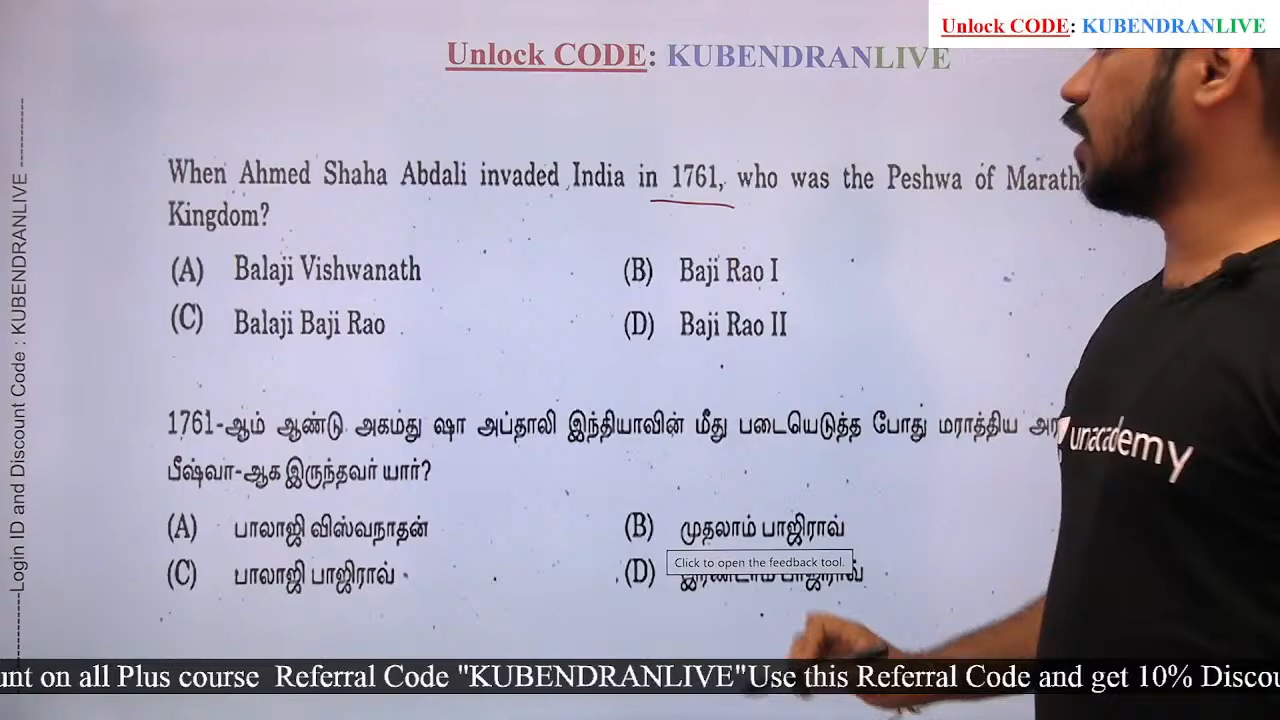 Unlock CODE: KUBENDRANLIVE
Unlock CODE: KUBENDRANLIVE
----------Login ID and Discount Code : KUBENDRANLIVE ----------
When Ahmed Shaha Abdali invaded India in 1761, who was the Peshwa of Marath
Kingdom?
(A) Balaji Vishwanath (B) Baji Rao I
(C) Balaji Baji Rao (D) Baji Rao II
1761-ஆம் ஆண்டு அகமது ஷா அப்தாலி இந்தியாவின் மீது படையெடுத்த போது மராத்திய அர
பீஷ்வா-ஆக இருந்தவர் யார்?
unacademy
(A) பாலாஜி விஸ்வநாதன் (B) முதலாம் பாஜிராவ்
Click to open the feedback tool.
(C) பாலாஜி பாஜிராவ் (D) இரண்டாம் பாஜிராவ்
unt on all Plus course Referral Code "KUBENDRANLIVE"Use this Referral Code and get 10% Discou